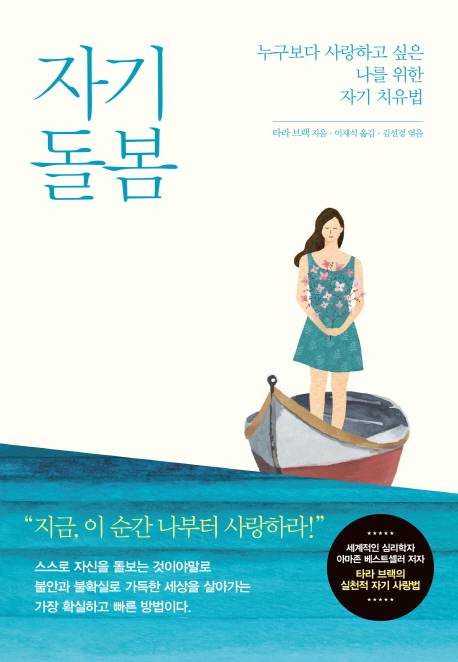 자기
돌봄
누구보다 사랑하고 싶은
나를 위한
자기 치유법
타라 브랙 지음 · 이재석 옮김 · 김선경 엮음
“지금, 이 순간 나부터 사랑하라!”
스스로 자신을 돌보는 것이야말로
불안과 불확실로 가득한 세상을 살아가는
가장 확실하고 빠른 방법이다.
★★★★★
세계적인 심리학자
아마존 베스트셀러 저자
타라 브랙의
실천적 자기 사랑법
★★★★★